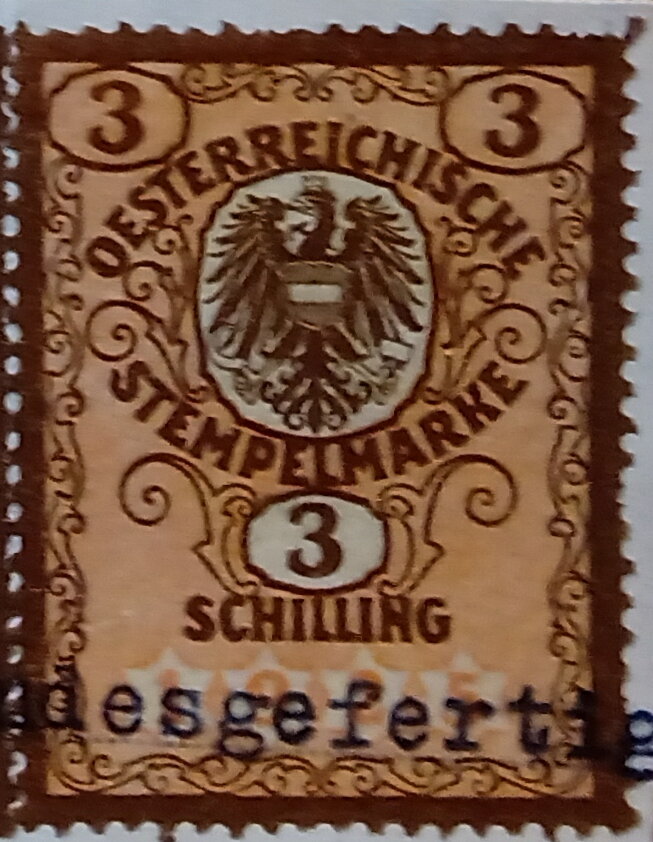 3 3
OESTERREICHISCHE
STEMPELMARKE
3
SCHILLING
desgefertig